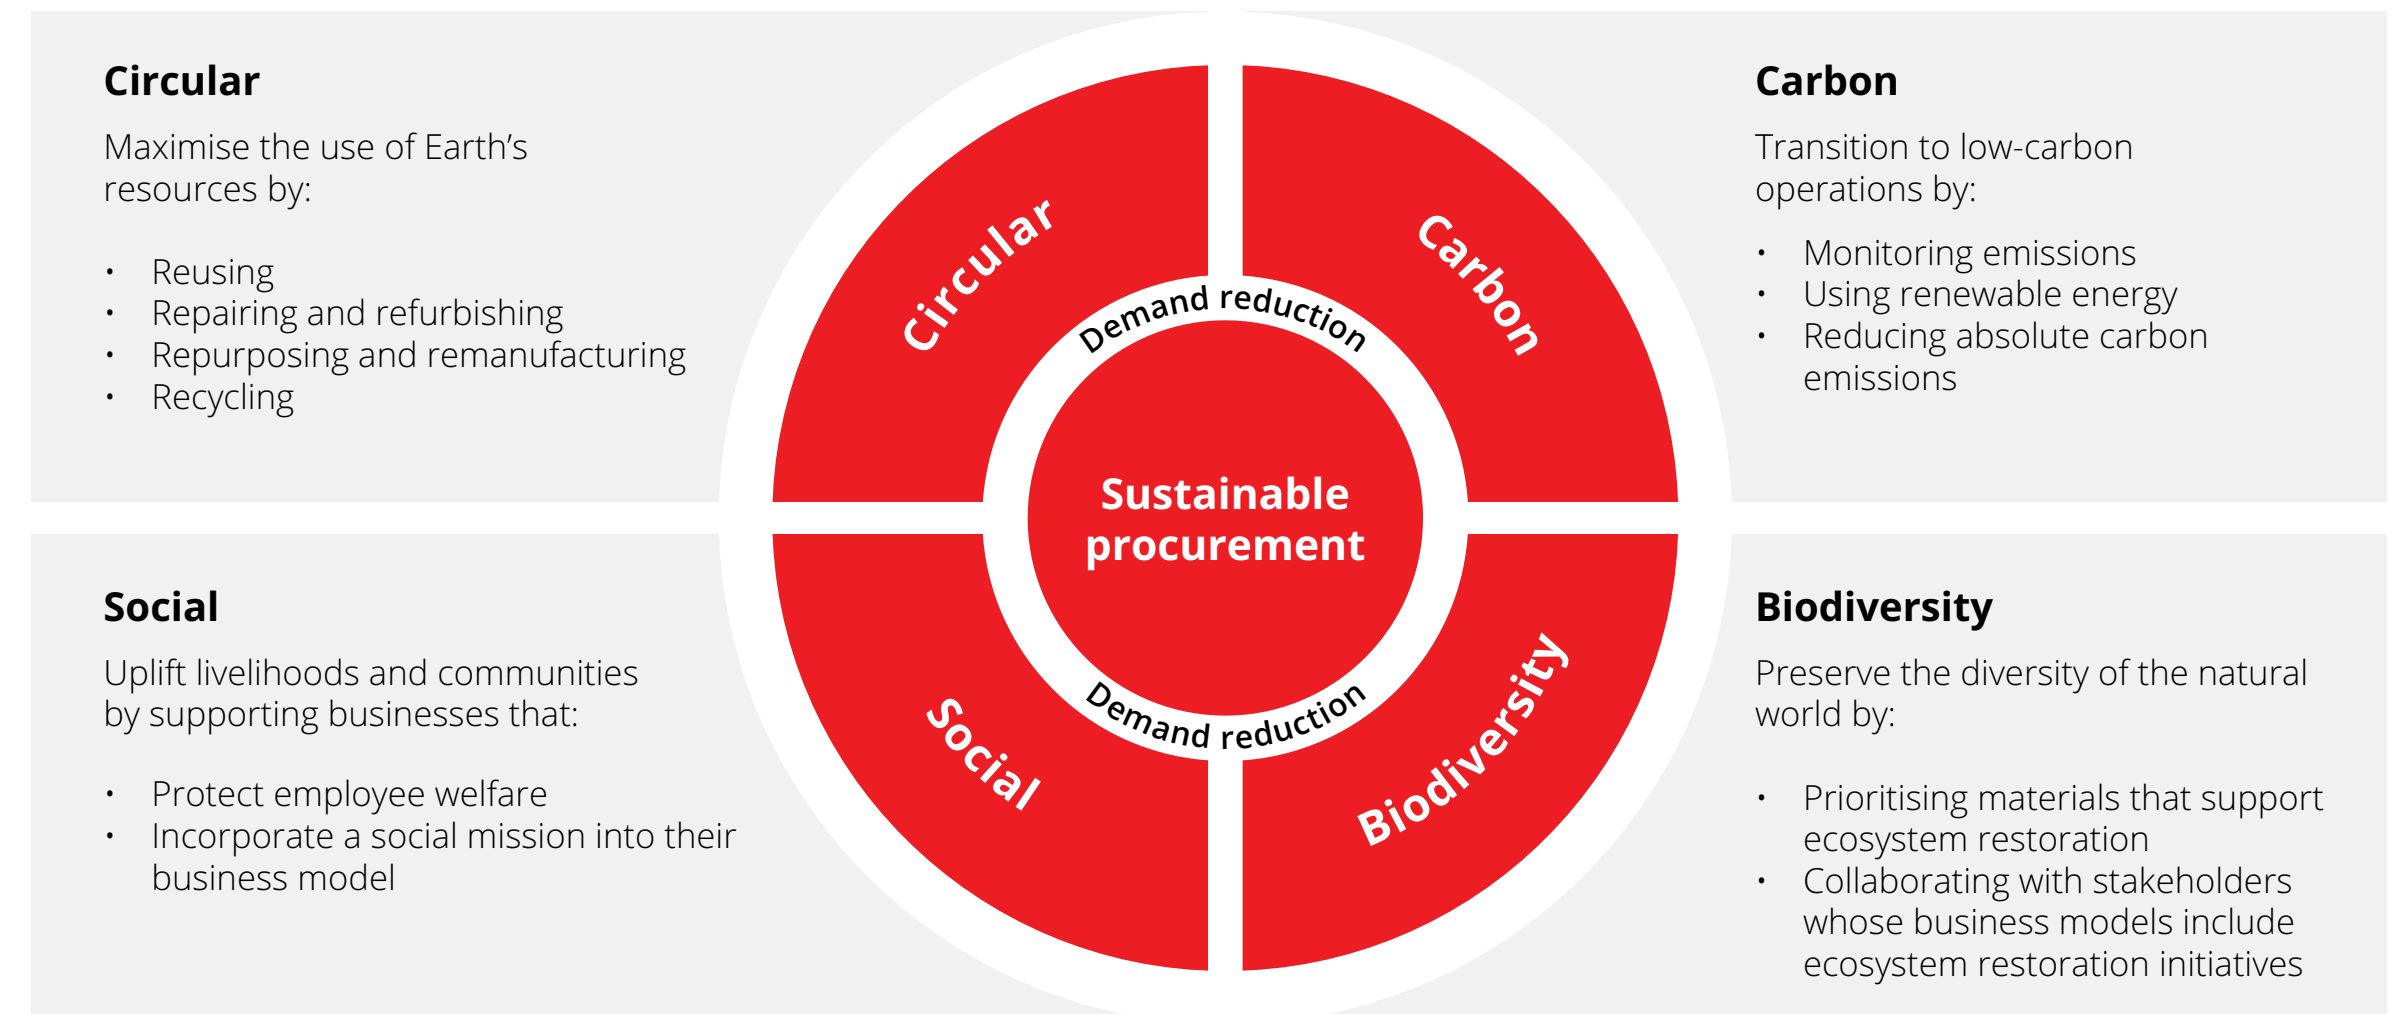 Circular
Maximise the use of Earth’s
resources by:
• Reusing
• Repairing and refurbishing
• Repurposing and remanufacturing
• Recycling
Carbon
Transition to low-carbon
operations by:
• Monitoring emissions
• Using renewable energy
• Reducing absolute carbon
emissions
Circular
Carbon
Demand reduction
Sustainable
procurement
Demand reduction
Social
Biodiversity
Social
Uplift livelihoods and communities
by supporting businesses that:
• Protect employee welfare
• Incorporate a social mission into their
business model
Biodiversity
Preserve the diversity of the natural
world by:
• Prioritising materials that support
ecosystem restoration
• Collaborating with stakeholders
whose business models include
ecosystem restoration initiatives